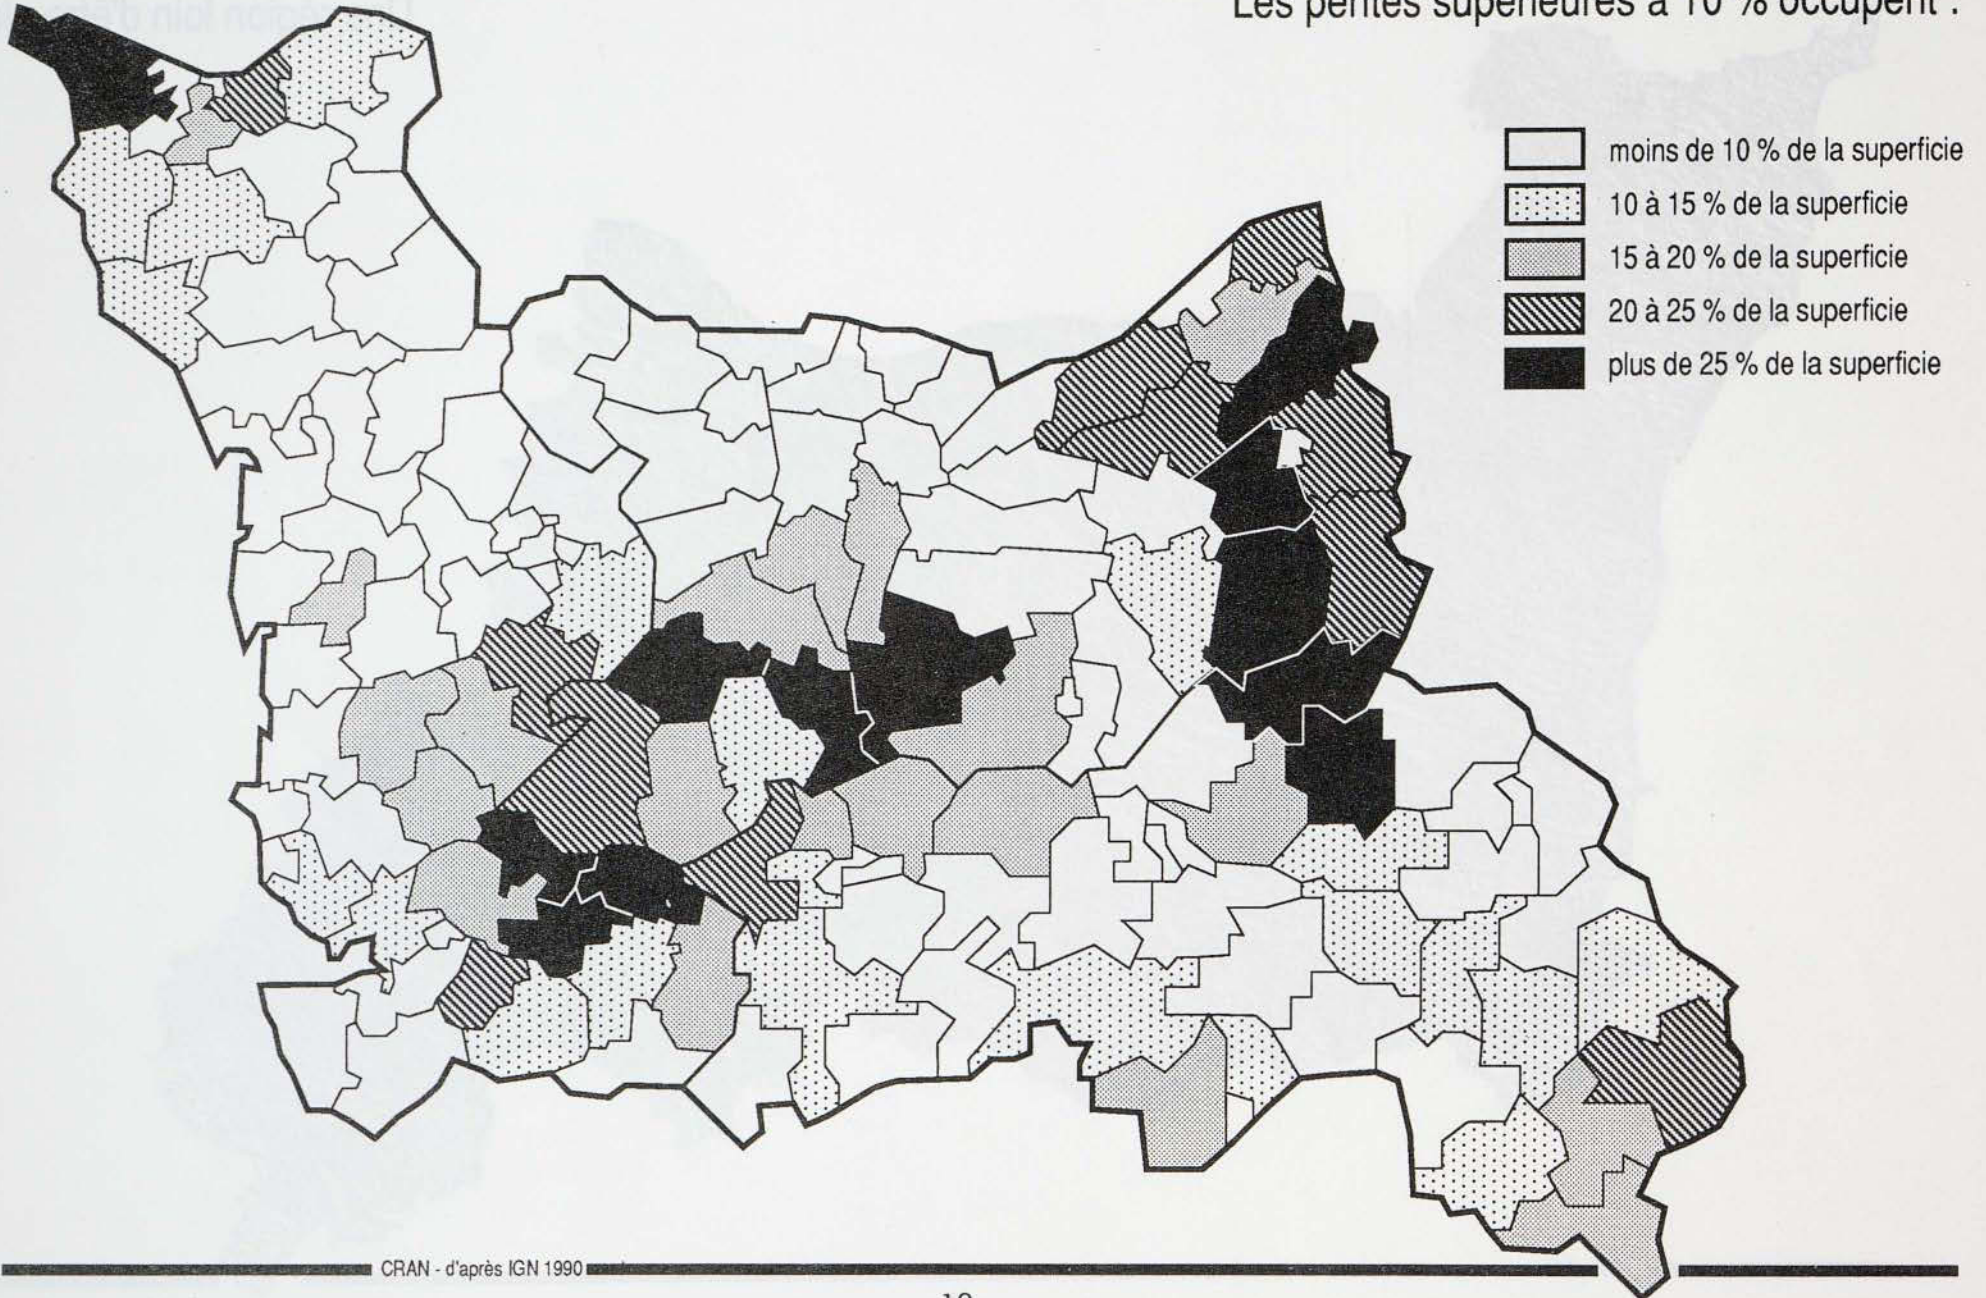 Les pentes supérieures à 10 % occupent :
moins de 10 % de la superficie
10 à 15 % de la superficie
15 à 20 % de la superficie
20 à 25 % de la superficie
plus de 25 % de la superficie
CRAN - d'après IGN 1990